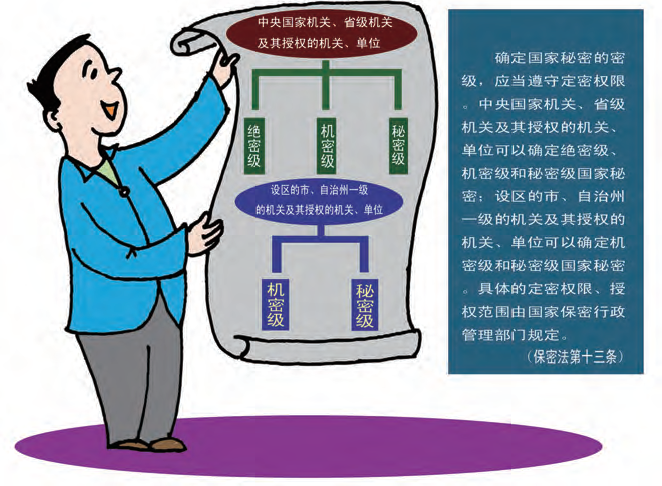 中央国家机关、省级机关
及其授权的机关、单位
绝密级
机密级
秘密级
设区的市、自治州一级
的机关及其授权的机关、单位
机密级
秘密级
确定国家秘密的密
级，应当遵守定密权限
。中央国家机关、省级
机关及其授权的机关、
单位可以确定绝密级、
机密级和秘密级国家秘
密；设区的市、自治州
一级的机关及其授权的
机关、单位可以确定机
密级和秘密级国家秘密
。具体的定密权限、授
权范围由国家保密行政
管理部门规定。
（保密法第十三条）